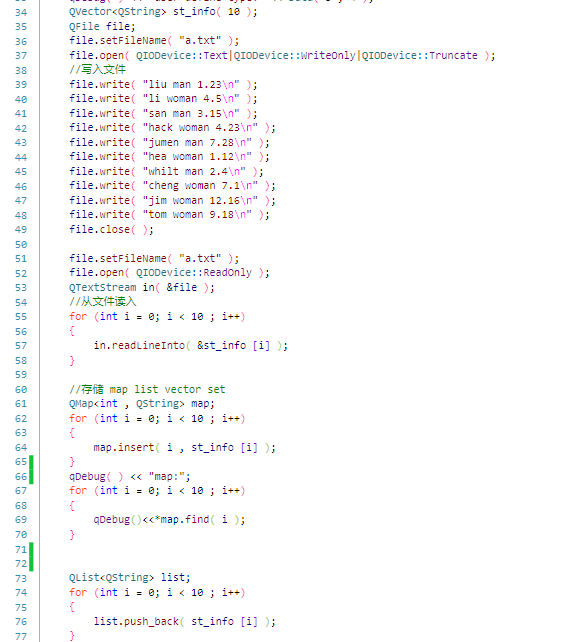 34 QVector<QString> st_info( 10 );
35 QFile file;
36 file.setFileName( "a.txt" );
37 file.open( QIODevice::Text|QIODevice::WriteOnly|QIODevice::Truncate );
38 //写入文件
39 file.write( "liu man 1.23\n" );
40 file.write( "li woman 4.5\n" );
41 file.write( "san man 3.15\n" );
42 file.write( "hack woman 4.23\n" );
43 file.write( "jumen man 7.28\n" );
44 file.write( "hea woman 1.12\n" );
45 file.write( "whilt man 2.4\n" );
46 file.write( "cheng woman 7.1\n" );
47 file.write( "jim woman 12.16\n" );
48 file.write( "tom woman 9.18\n" );
49 file.close( );
50
51 file.setFileName( "a.txt" );
52 file.open( QIODevice::ReadOnly );
53 QTextStream in( &file );
54 //从文件读入
55 for (int i = 0; i < 10 ; i++)
56 {
57 in.readLineInto( &st_info [i] );
58 }
59
60 //存储 map list vector set
61 QMap<int , QString> map;
62 for (int i = 0; i < 10 ; i++)
63 {
64 map.insert( i , st_info [i] );
65 }
66 qDebug( ) << "map:";
67 for (int i = 0; i < 10 ; i++)
68 {
69 qDebug()<<*map.find( i );
70 }
71
72
73 QList<QString> list;
74 for (int i = 0; i < 10 ; i++)
75 {
76 list.push_back( st_info [i] );
77 }